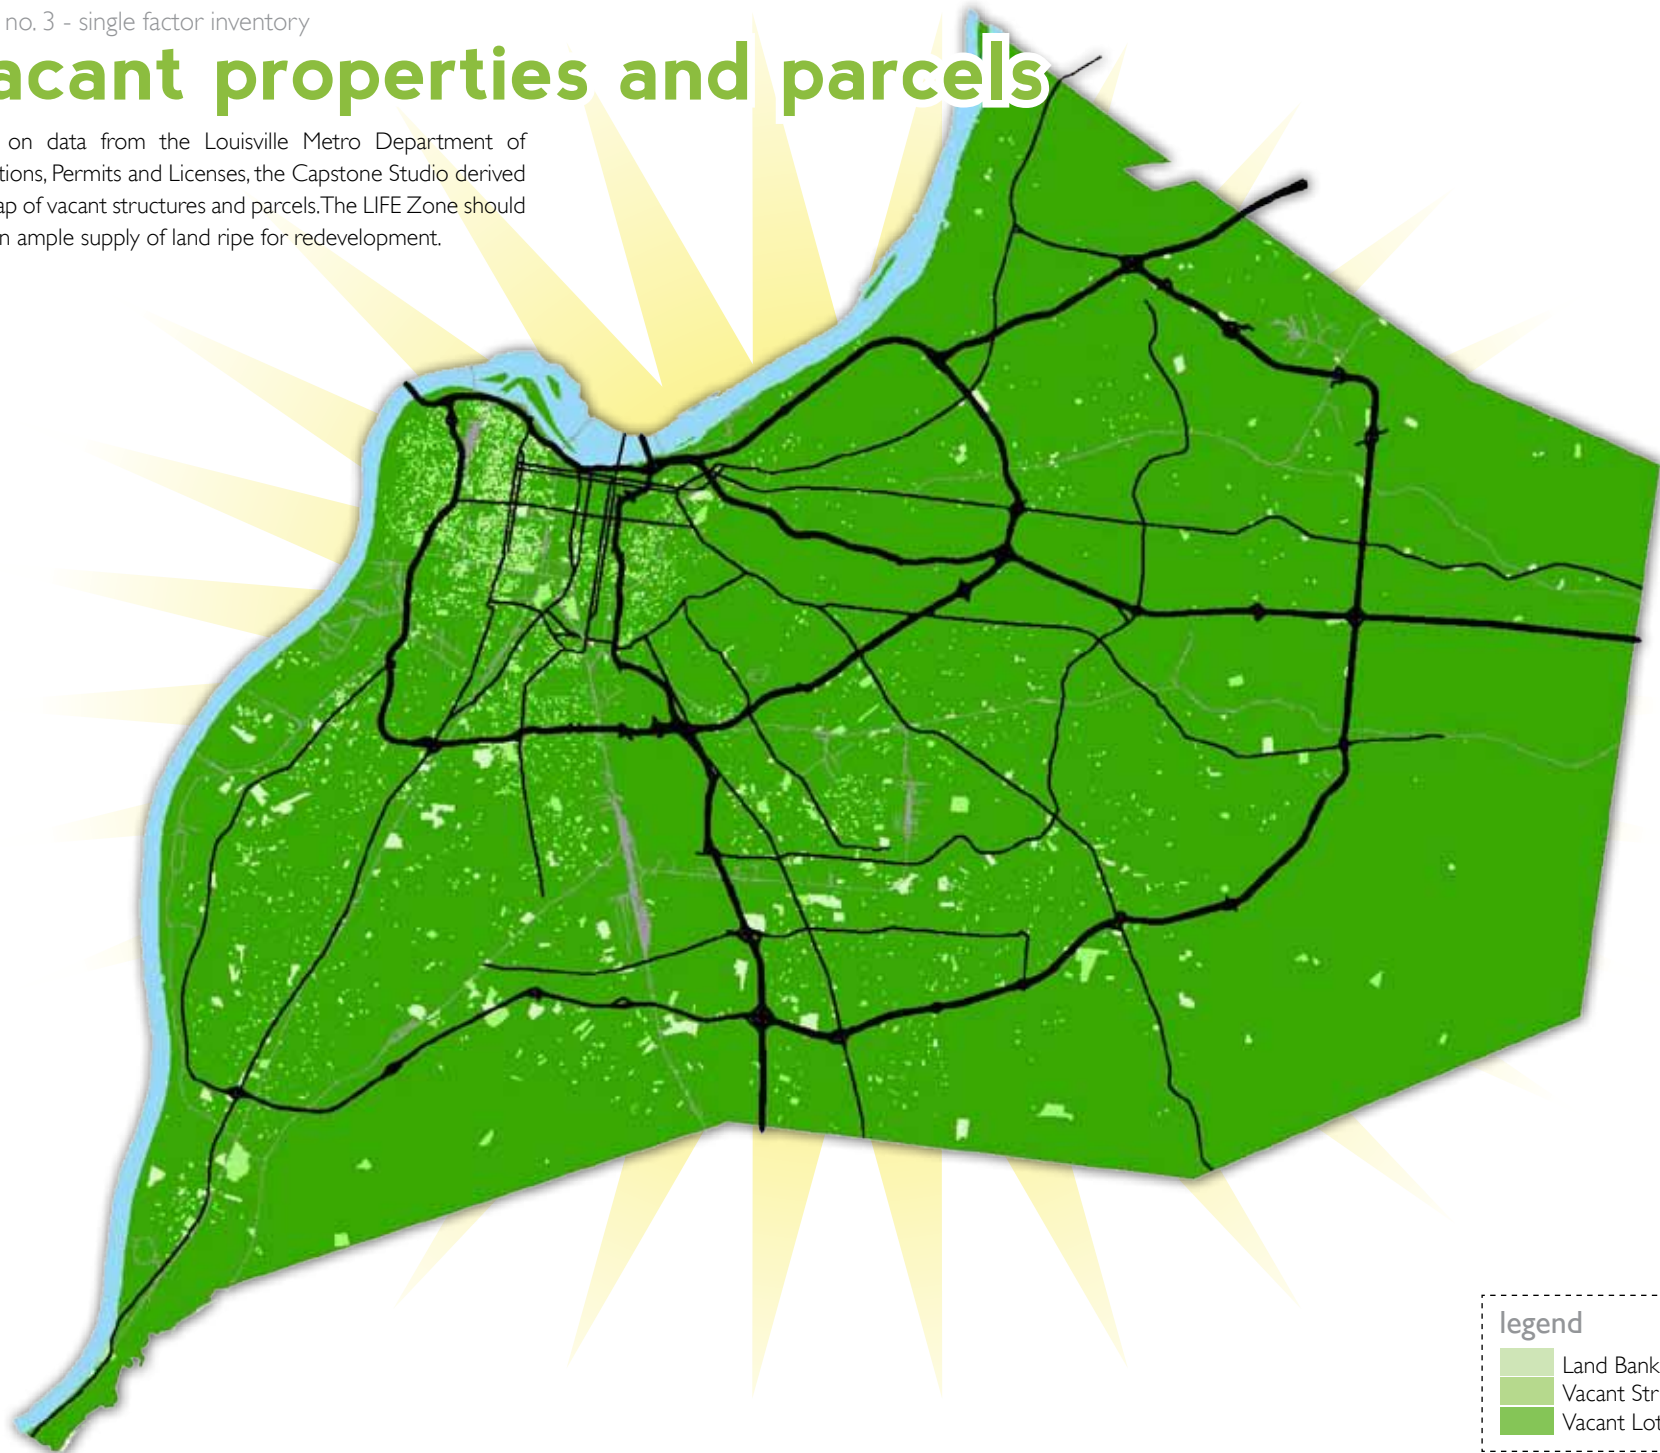 no. 3 - single factor inventory
acant properties and parcels
on data from the Louisville Metro Department of
tions, Permits and Licenses, the Capstone Studio derived
ap of vacant structures and parcels. The LIFE Zone should
n ample supply of land ripe for redevelopment.
legend
Land Bank
Vacant Str
Vacant Lot